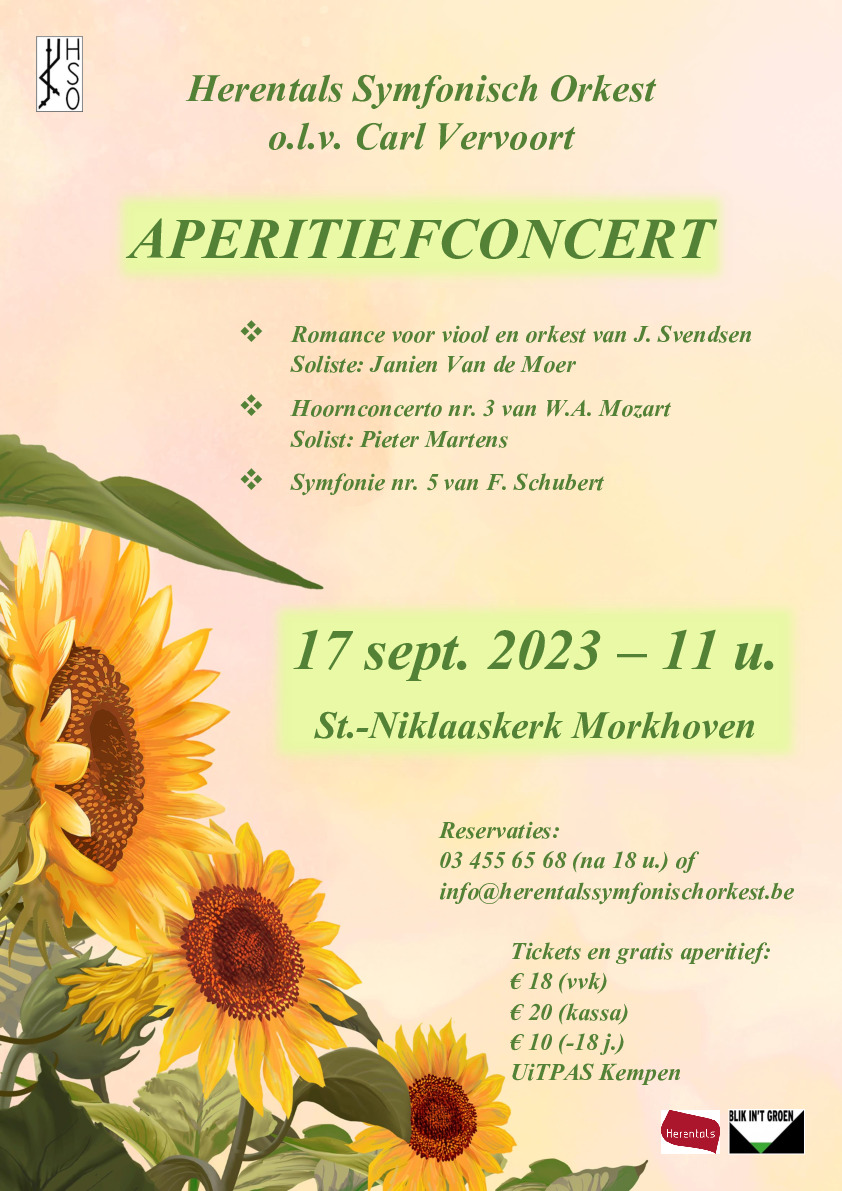 HSO
Herentals Symfonisch Orkest
o.l.v. Carl Vervoort
APERITIEFCONCERT
❖ Romance voor viool en orkest van J. Svendsen
Soliste: Janien Van de Moer
❖ Hoornconcerto nr. 3 van W.A. Mozart
Solist: Pieter Martens
❖ Symfonie nr. 5 van F. Schubert
17 sept. 2023 – 11 u.
St.-Niklaaskerk Morkhoven
Reservaties:
03 455 65 68 (na 18 u.) of
info@herentalssymfonischorkest.be
Tickets en gratis aperitief:
€ 18 (vvk)
€ 20 (kassa)
€ 10 (-18 j.)
UiTPAS Kempen
Herentals
BLIK IN'T GROEN